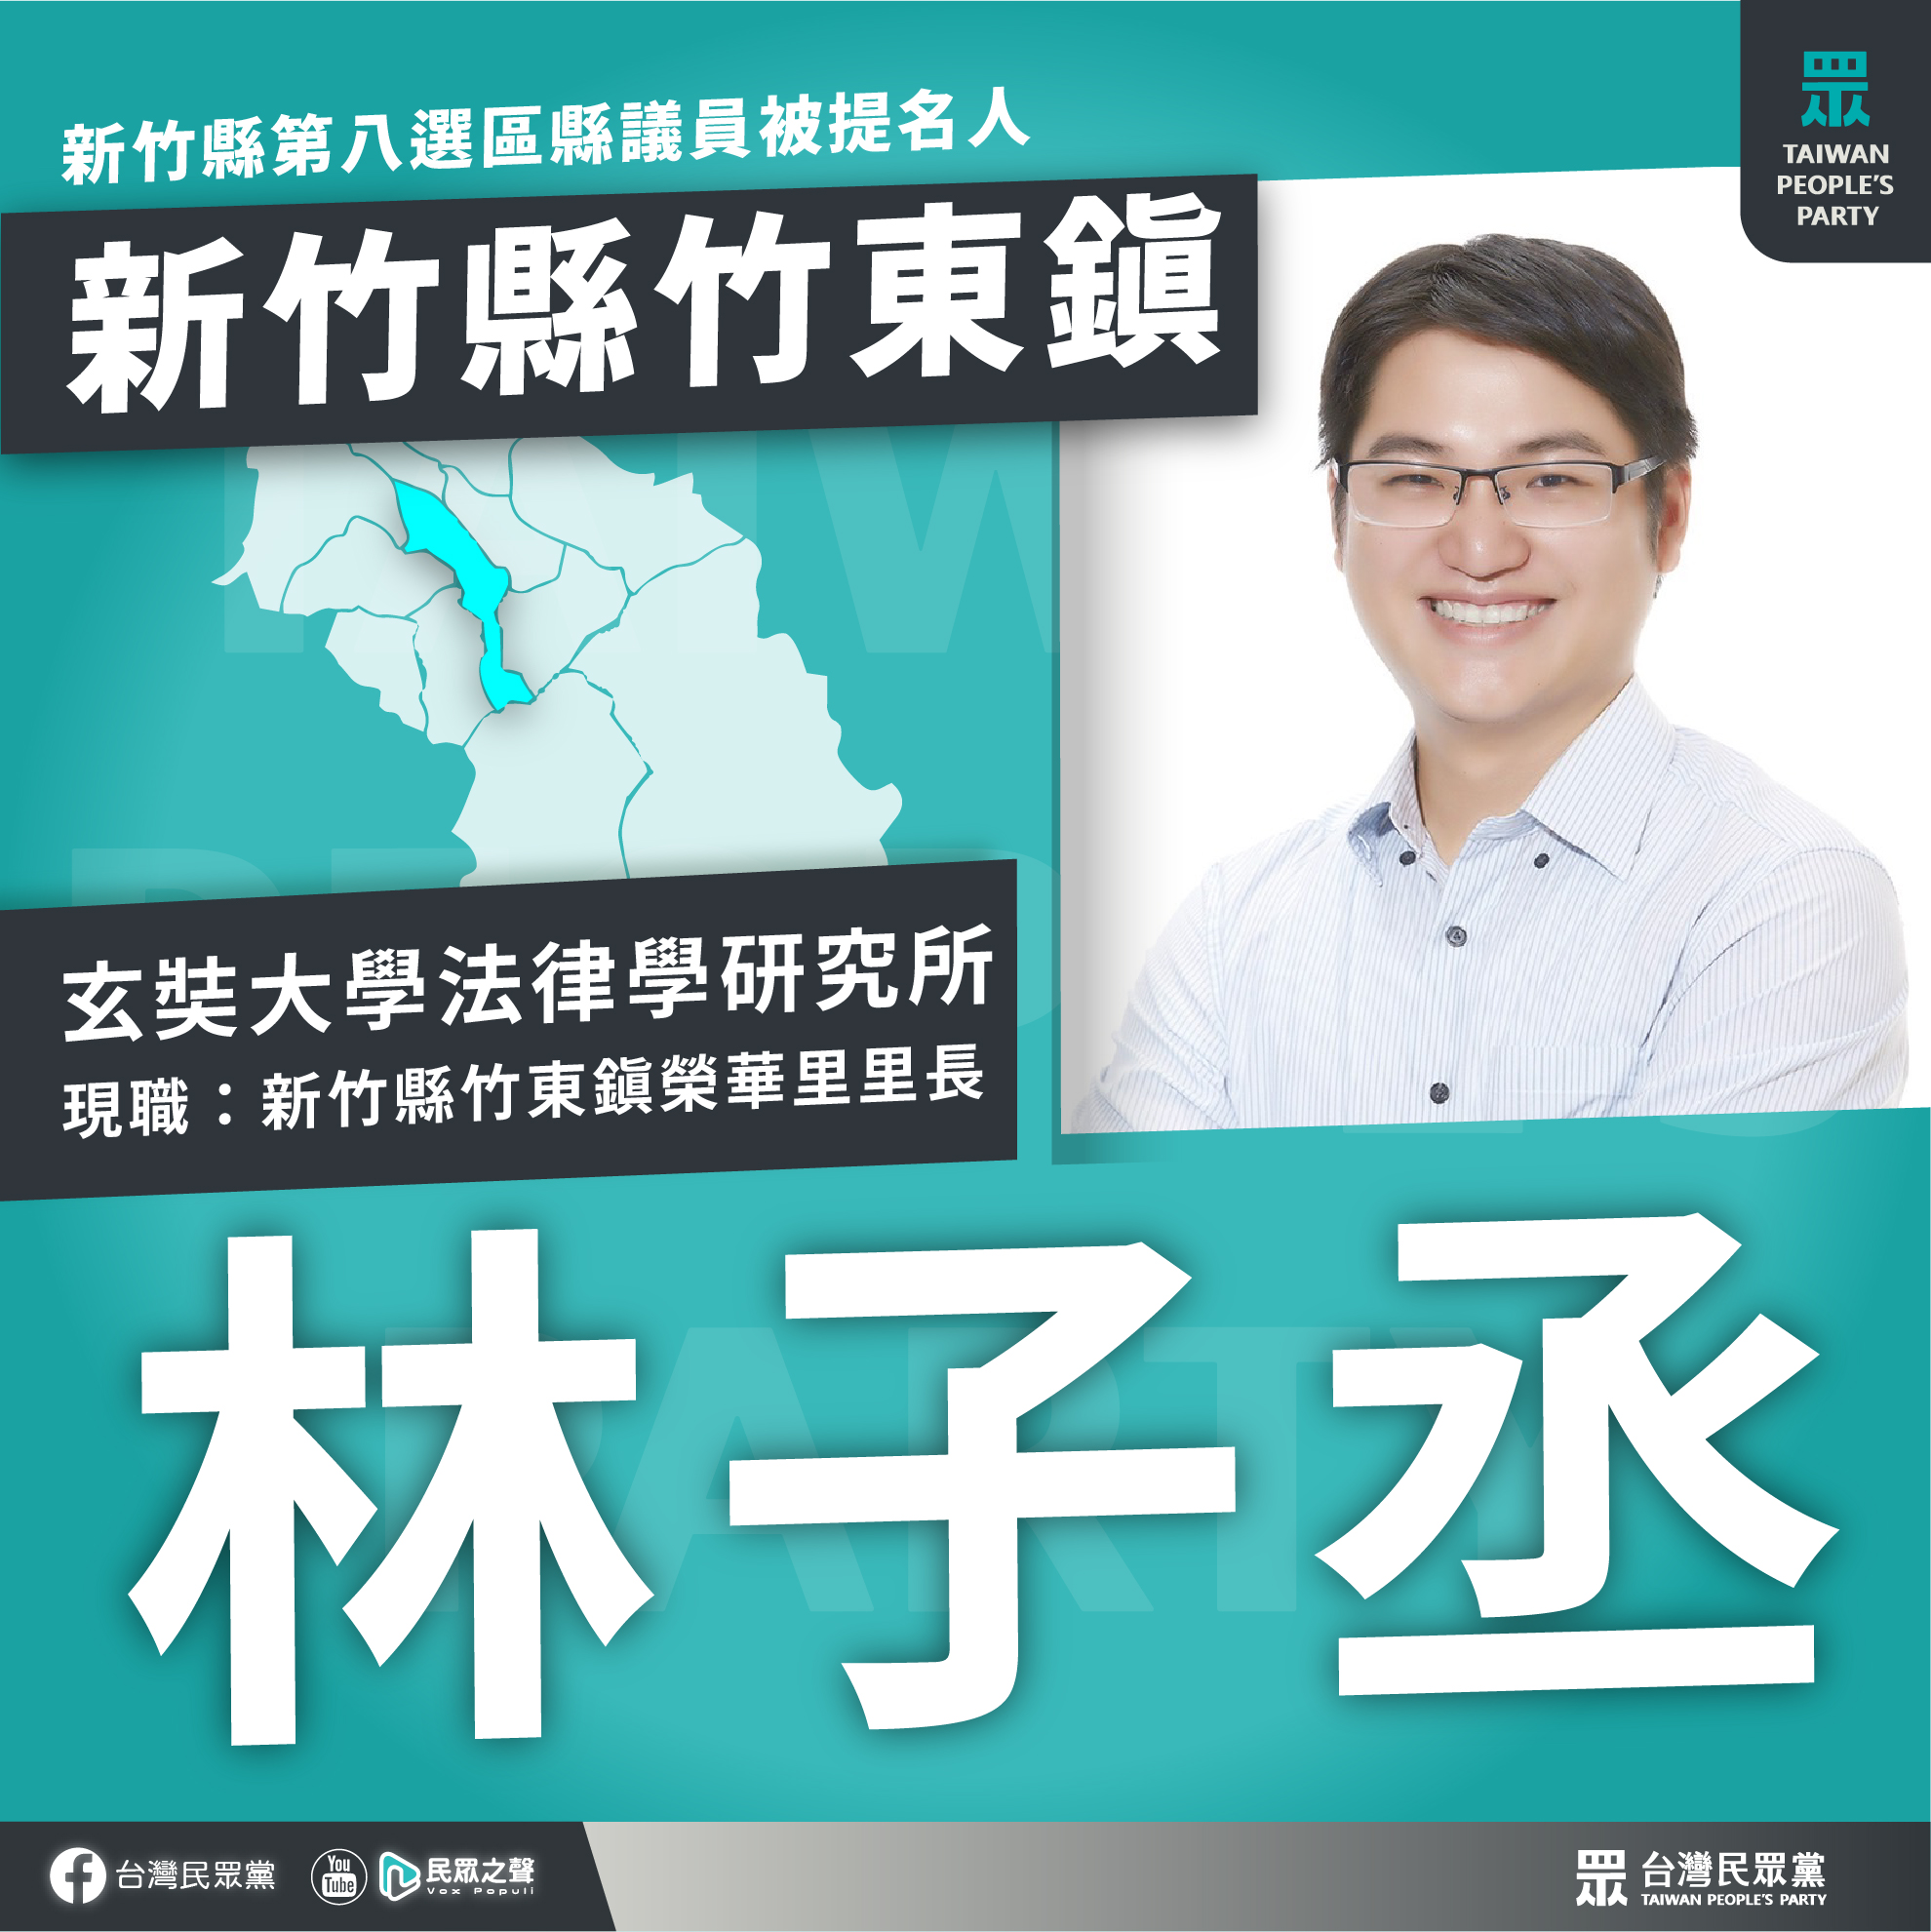 新竹縣第八選區縣議員被提名人
眾
TAIWAN
PEOPLE'S
PARTY
新竹縣竹東鎮
玄奘大學法律學研究所
現職：新竹縣竹東鎮榮華里里長
林子丞
台灣民眾黨
You
Tube
民眾之聲
Vox Populi
眾 台灣民眾黨
TAIWAN PEOPLE'S PARTY